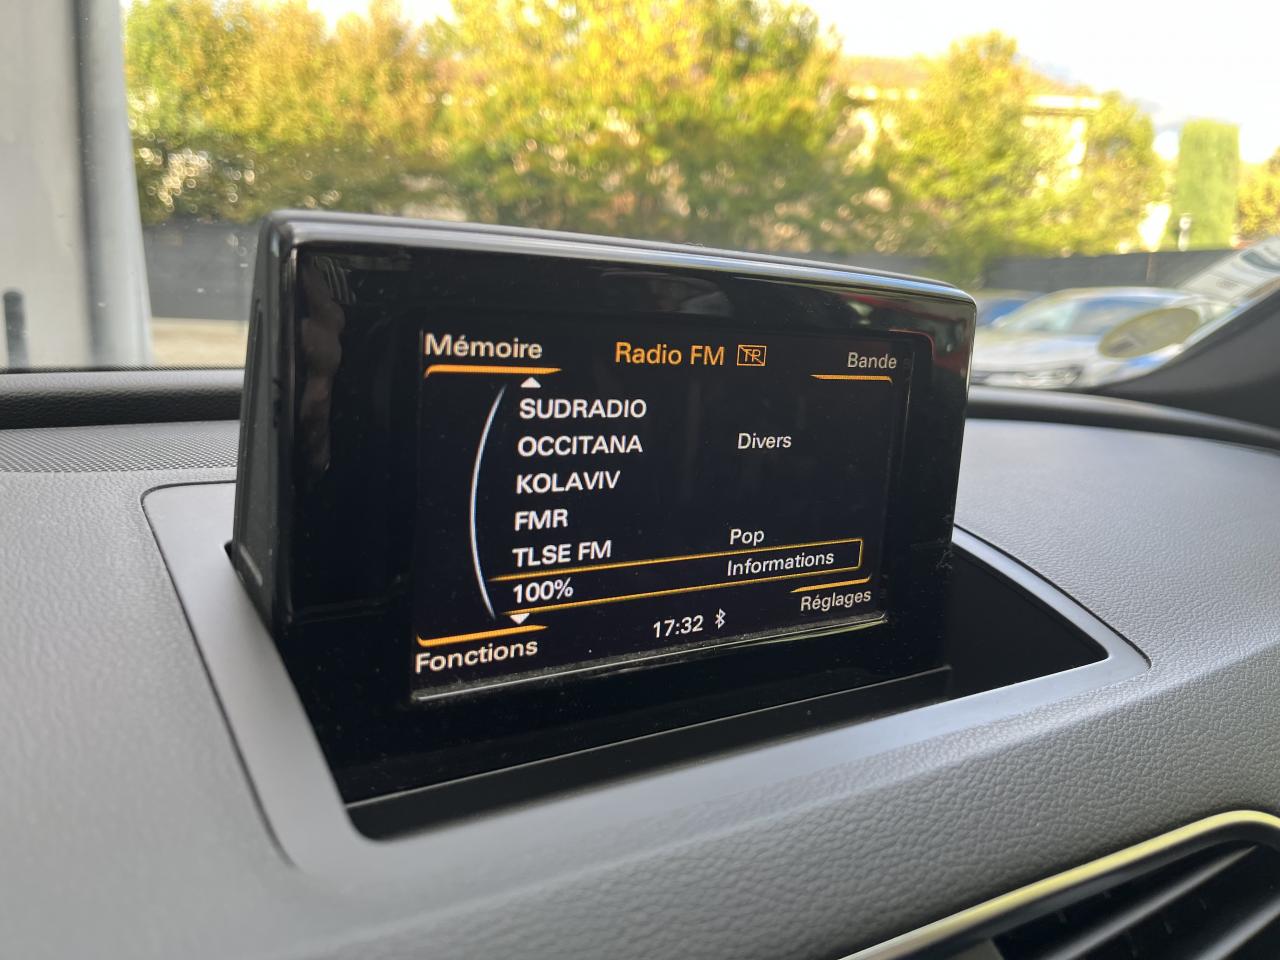 Mémoire Radio FM TP Bande
SUDRADIO
OCCITANA Divers
KOLAVIV
FMR
TLSE FM Pop
100% Informations
Fonctions 17:32 Réglages